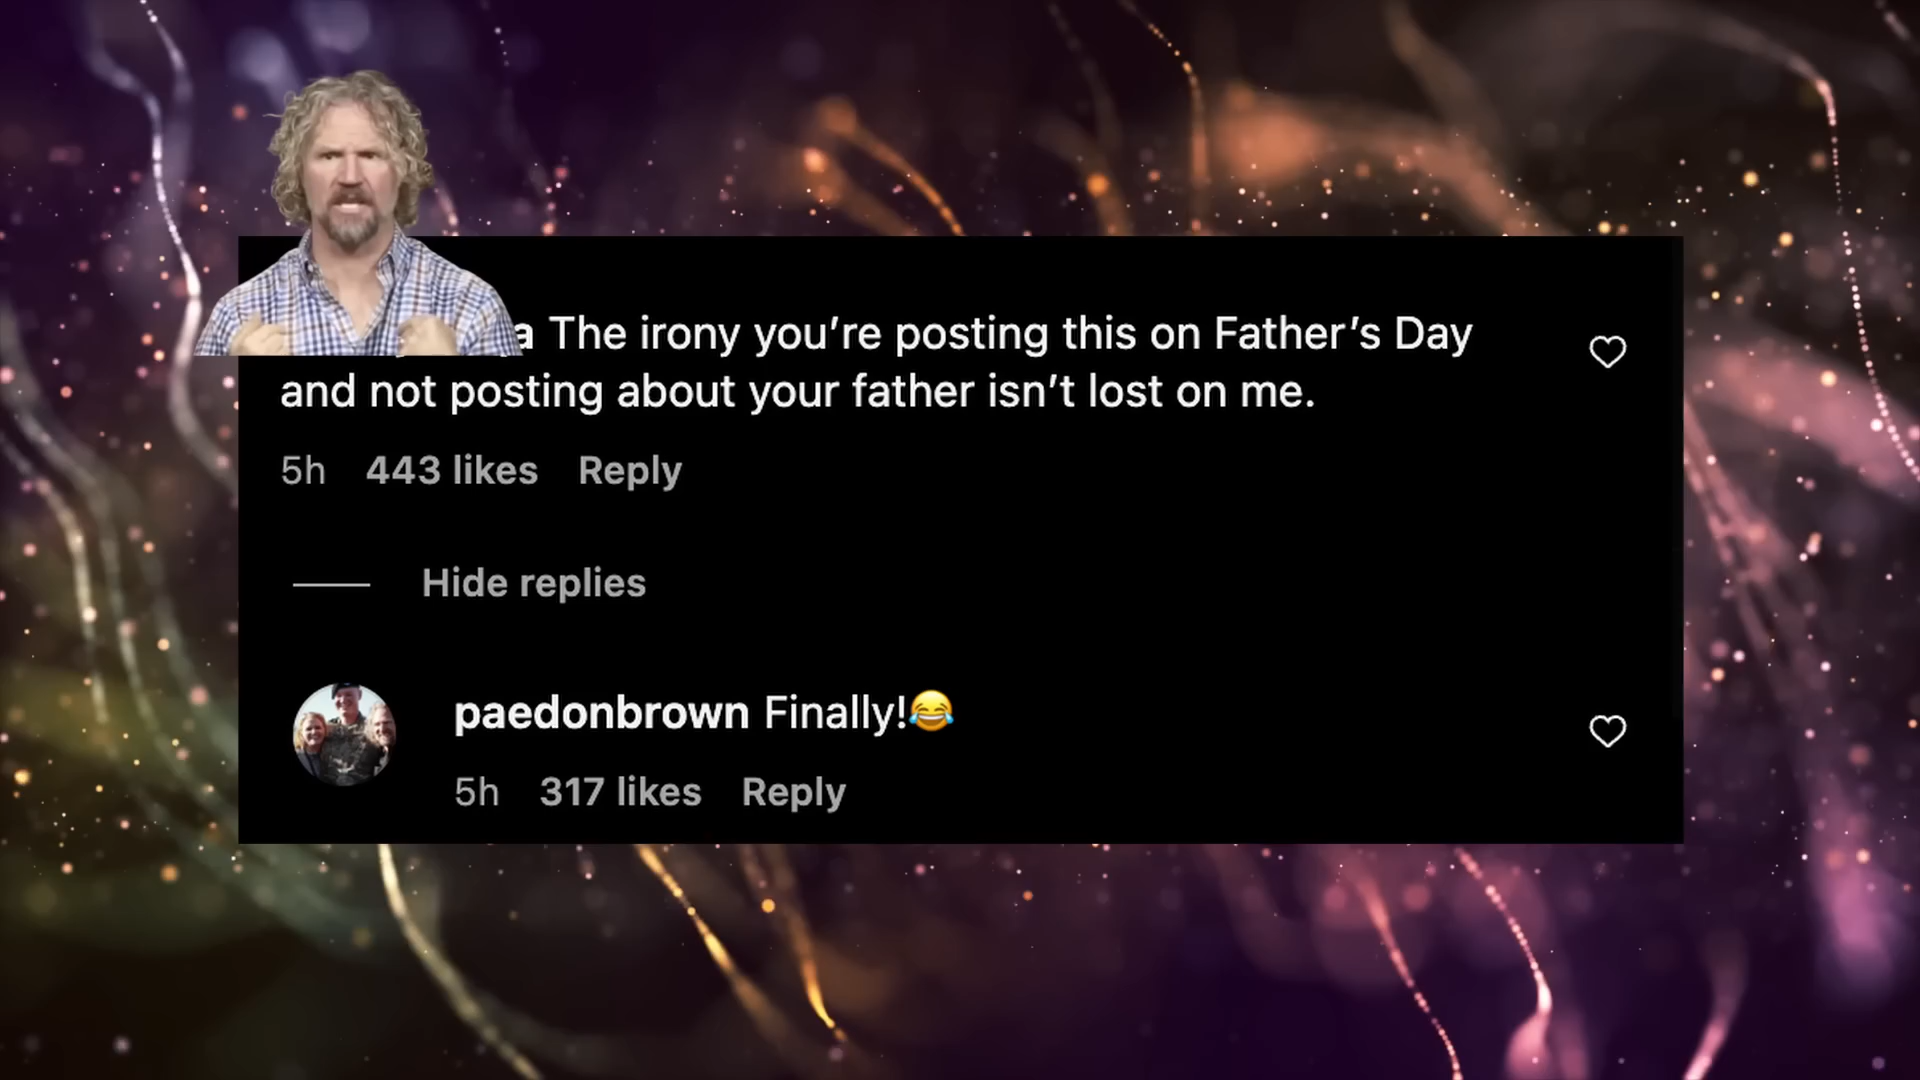 The irony you’re posting this on Father’s Day
and not posting about your father isn’t lost on me.
5h 443 likes Reply
Hide replies
paedonbrown Finally!😂
5h 317 likes Reply